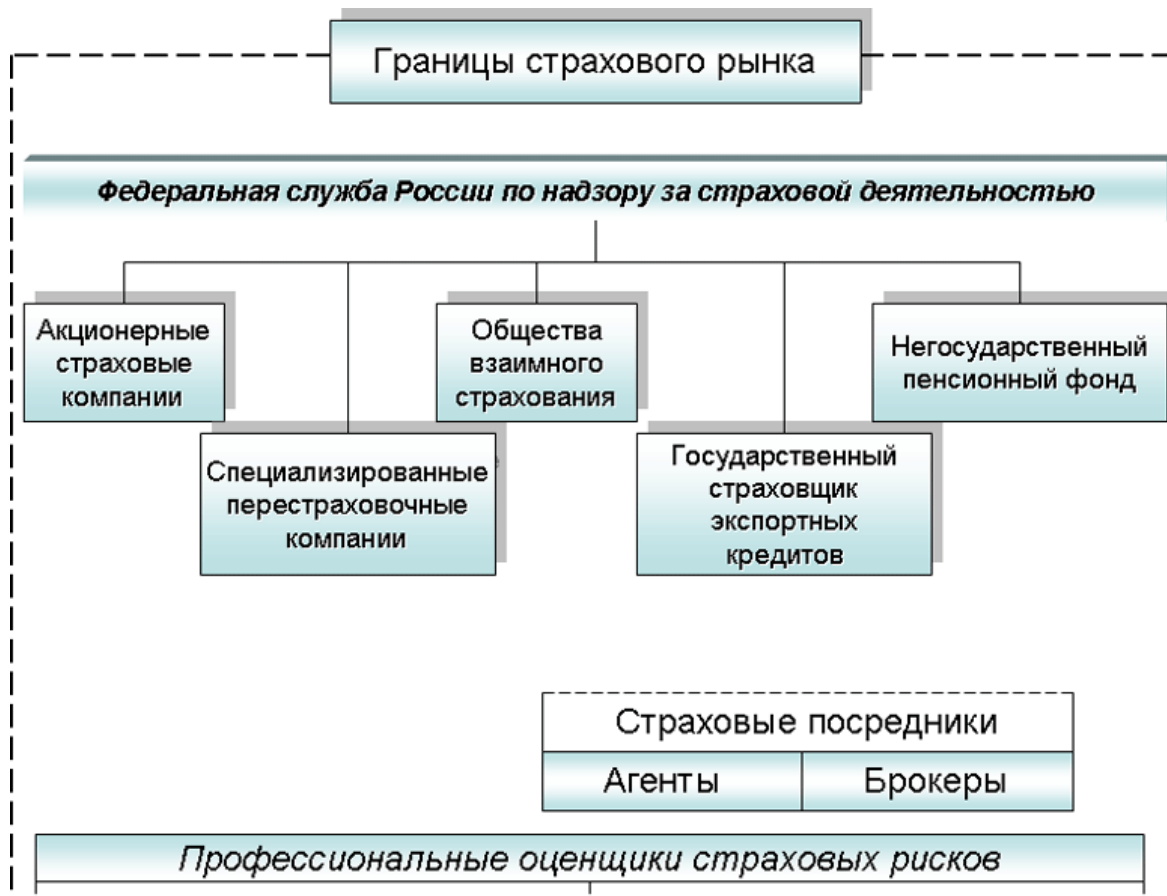 Границы страхового рынка
Федеральная служба России по надзору за страховой деятельностью
Акционерные
страховые
компании
Специализированные
перестраховочные
компании
Общества
взаимного
страхования
Государственный
страховщик
экспортных
кредитов
Негосударственный
пенсионный фонд
Страховые посредники
Агенты
Брокеры
Профессиональные оценщики страховых рисков